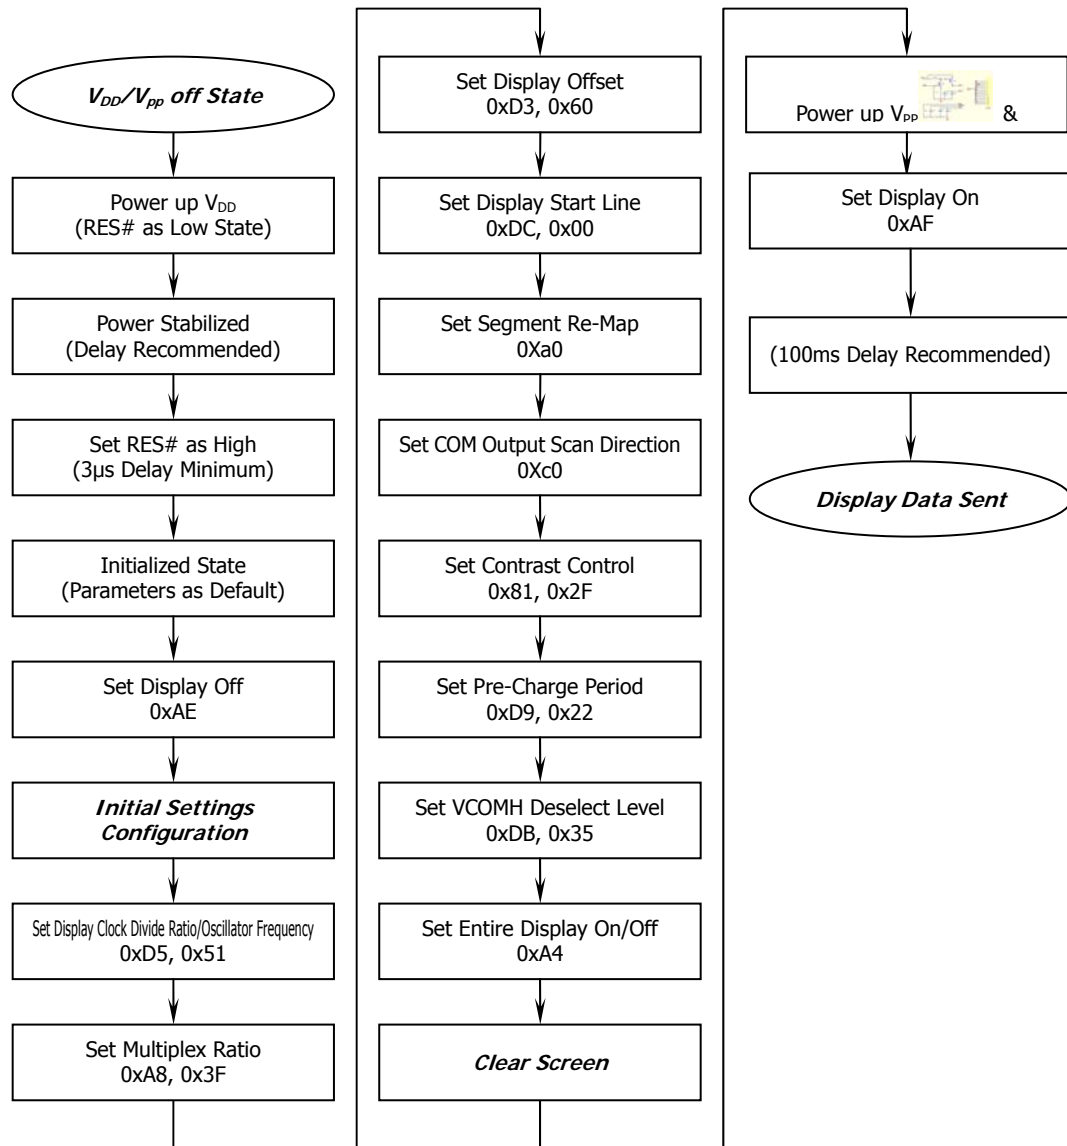 V_DD/V_pp off State
Power up V_DD
(RES# as Low State)
Power Stabilized
(Delay Recommended)
Set RES# as High
(3µs Delay Minimum)
Initialized State
(Parameters as Default)
Set Display Off
0xAE
Initial Settings
Configuration
Set Display Clock Divide Ratio/Oscillator Frequency
0xD5, 0x51
Set Multiplex Ratio
0xA8, 0x3F
Set Display Offset
0xD3, 0x60
Set Display Start Line
0xDC, 0x00
Set Segment Re-Map
0Xa0
Set COM Output Scan Direction
0Xc0
Set Contrast Control
0x81, 0x2F
Set Pre-Charge Period
0xD9, 0x22
Set VCOMH Deselect Level
0xDB, 0x35
Set Entire Display On/Off
0xA4
Clear Screen
Power up V_PP &
Set Display On
0xAF
(100ms Delay Recommended)
Display Data Sent